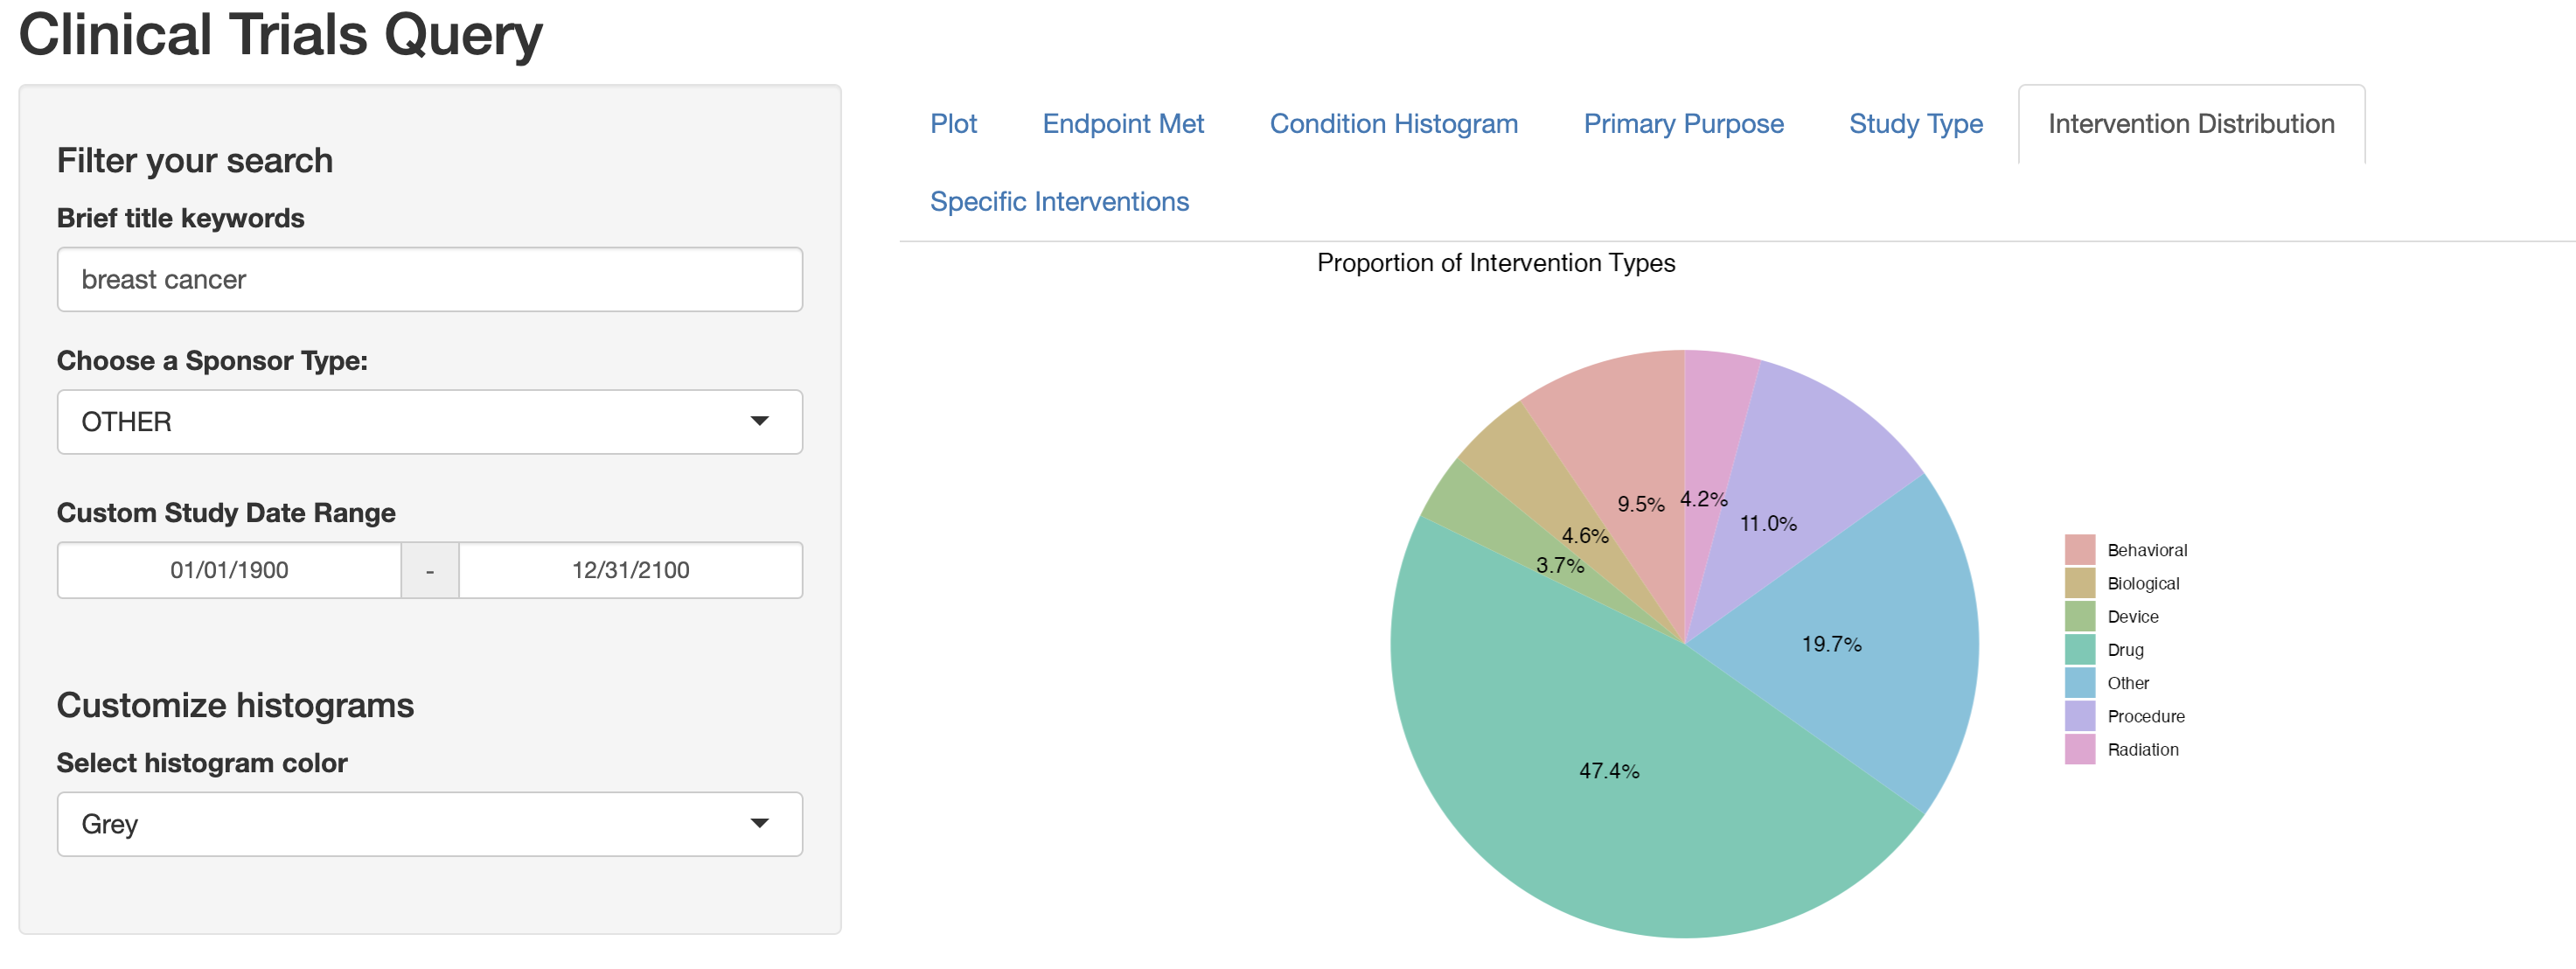 Clinical Trials Query
Filter your search
Brief title keywords
breast cancer
Choose a Sponsor Type:
OTHER
Custom Study Date Range
01/01/1900 - 12/31/2100
Customize histograms
Select histogram color
Grey
Plot Endpoint Met Condition Histogram Primary Purpose Study Type Intervention Distribution
Specific Interventions
Proportion of Intervention Types
9.5%
4.2%
11.0%
4.6%
3.7%
19.7%
47.4%
Behavioral
Biological
Device
Drug
Other
Procedure
Radiation